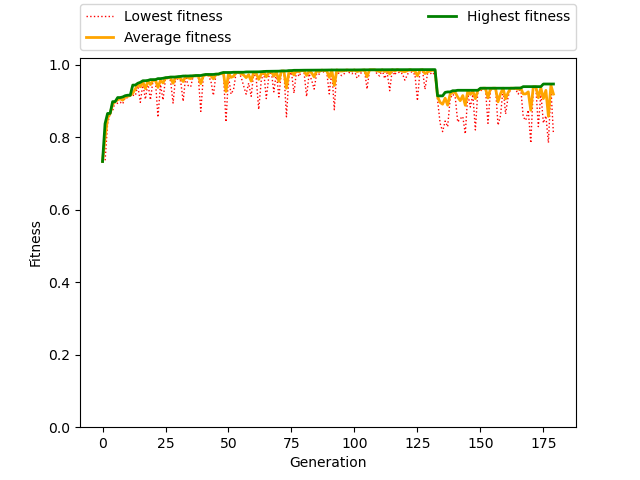 Lowest fitness
Highest fitness
Average fitness
1.0
0.8
0.6
0.4
0.2
0.0
Fitness
0 25 50 75 100 125 150 175
Generation